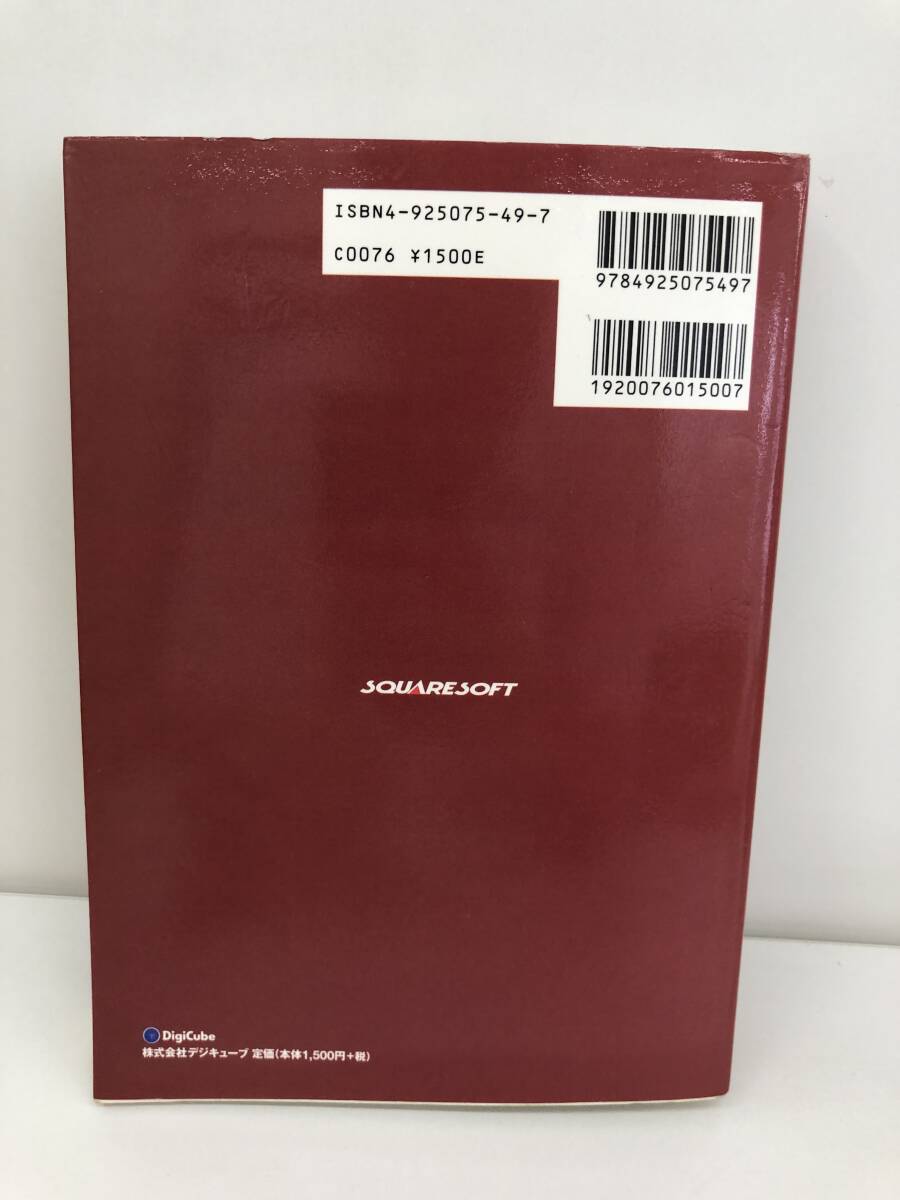 ISBN4-925075-49-7
C0076 ¥1500E
9784925075497
1920076015007
SQUARESOFT
DigiCube
株式会社デジキューブ 定価(本体1,500円+税)